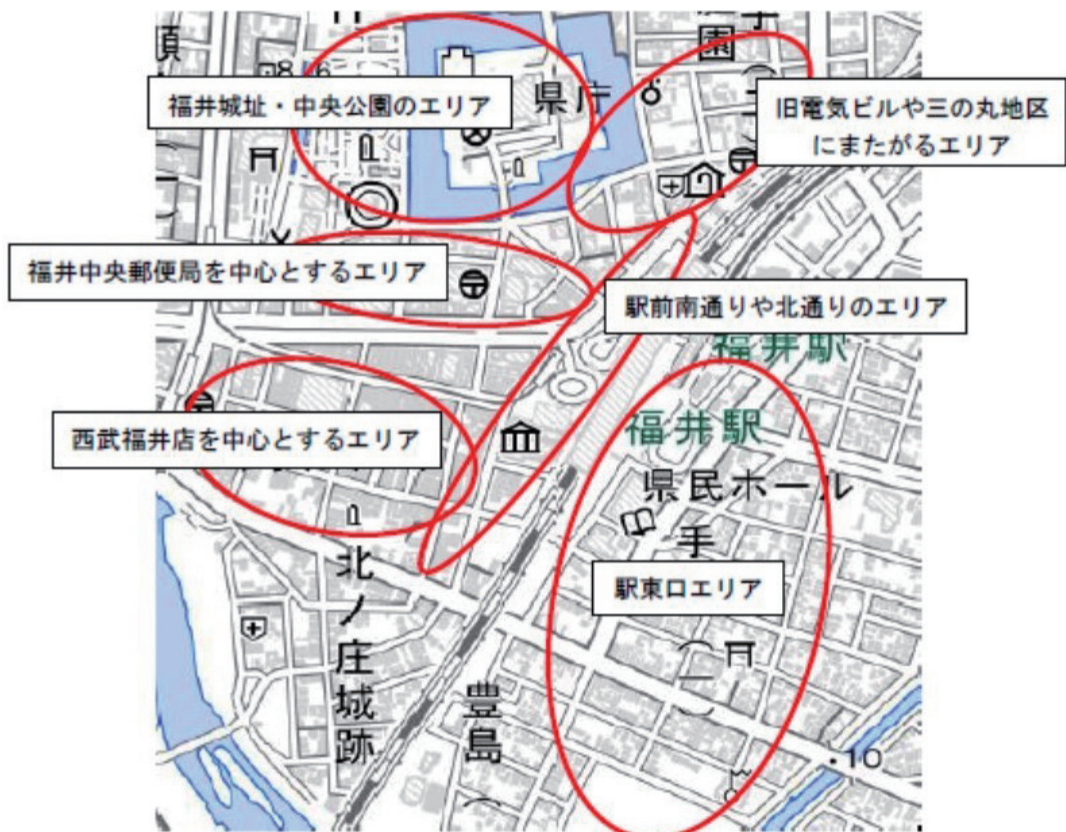 園
県庁
福井城址・中央公園のエリア
旧電気ビルや三の丸地区
にまたがるエリア
福井中央郵便局を中心とするエリア
駅前南通りや北通りのエリア
福井駅
福井駅
西武福井店を中心とするエリア
県民ホール
手
駅東口エリア
北ノ庄城跡
豊島
・10